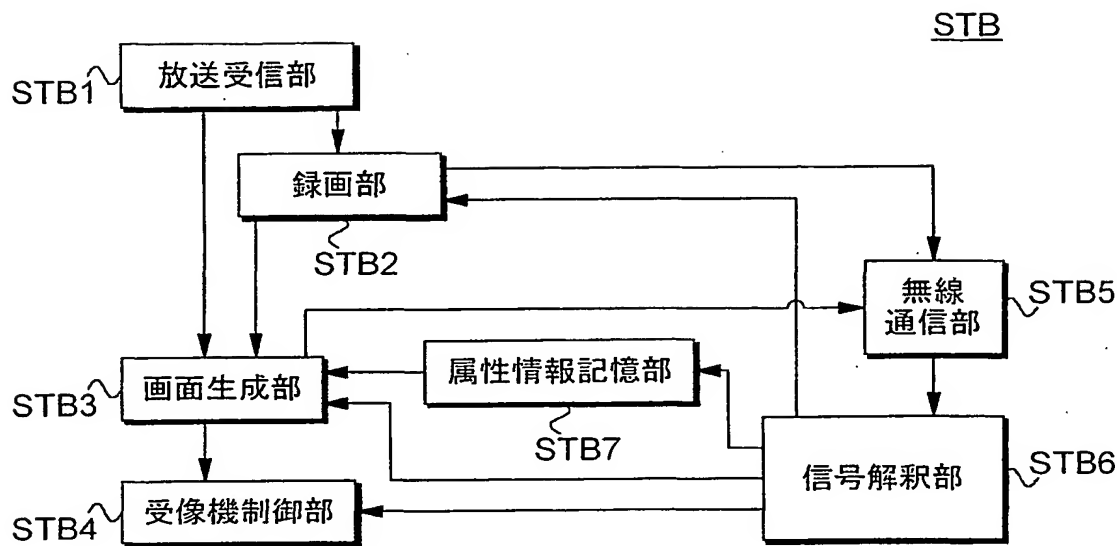 STB
放送受信部
STB1
録画部
STB2
無線
通信部
STB5
画面生成部
STB3
属性情報記憶部
STB7
信号解釈部
STB6
受像機制御部
STB4